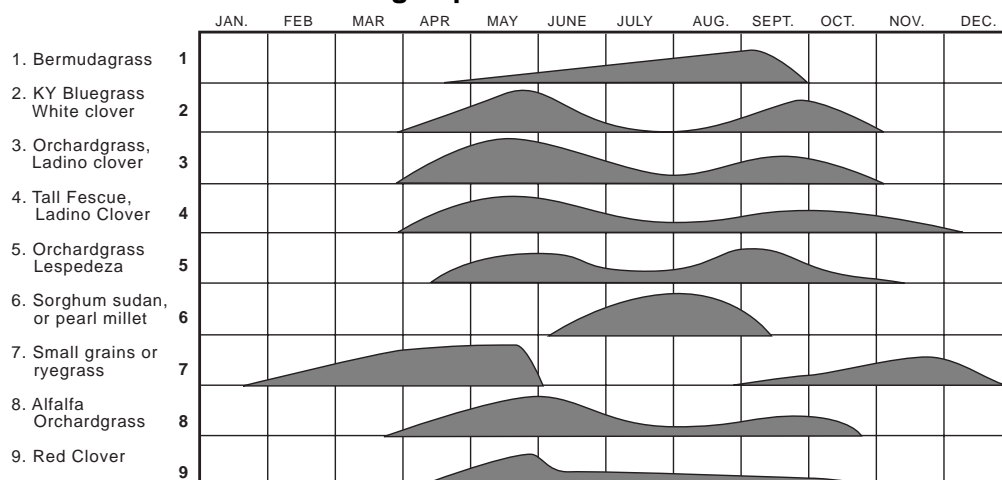 JAN. FEB MAR APR MAY JUNE JULY AUG. SEPT. OCT. NOV. DEC.
1. Bermudagrass 1
2. KY Bluegrass
White clover 2
3. Orchardgrass,
Ladino clover 3
4. Tall Fescue,
Ladino Clover 4
5. Orchardgrass
Lespedeza 5
6. Sorghum sudan,
or pearl millet 6
7. Small grains or
ryegrass 7
8. Alfalfa
Orchardgrass 8
9. Red Clover
9